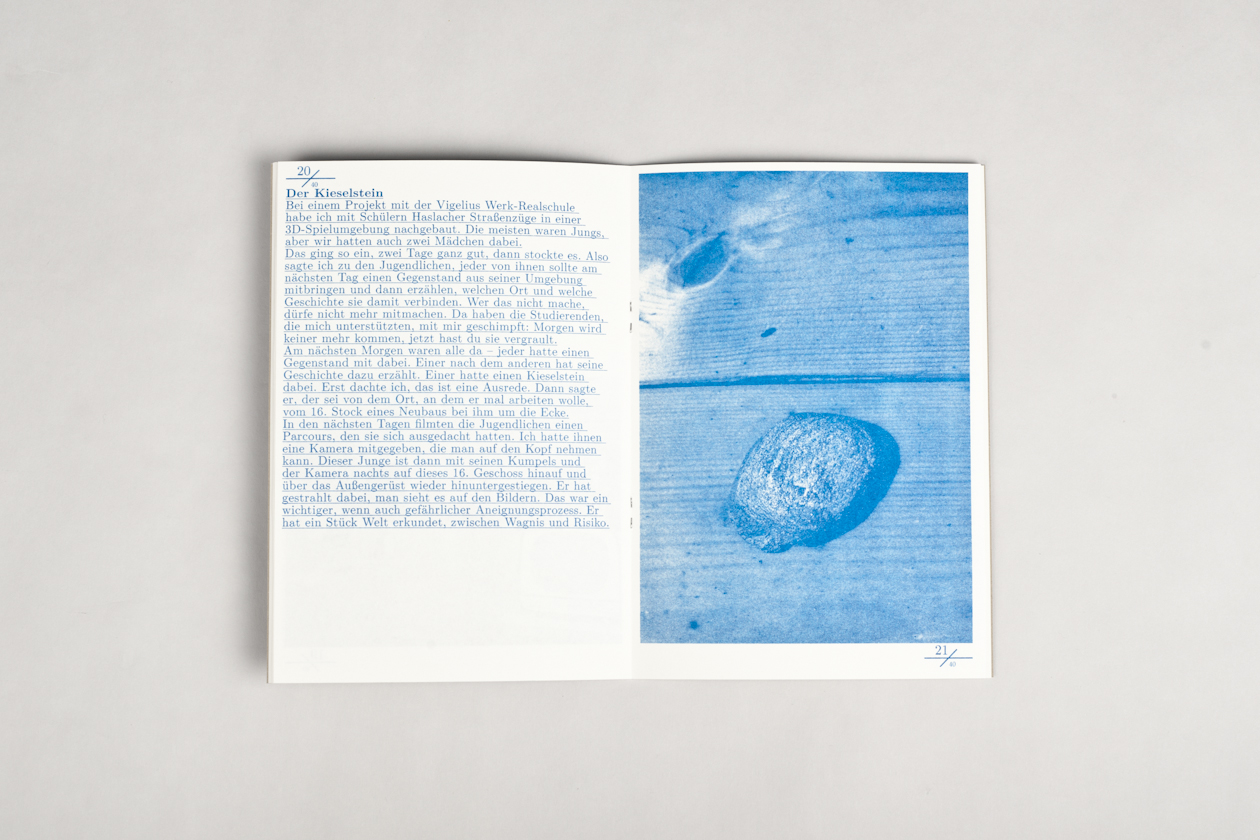 20
40
Der Kieselstein
Bei einem Projekt mit der Vigelius Werk-Realschule
habe ich mit Schülern Haslacher Straßenzüge in einer
3D-Spielumgebung nachgebaut. Die meisten waren Jungs,
aber wir hatten auch zwei Mädchen dabei.
Das ging so ein, zwei Tage ganz gut, dann stockte es. Also
sagte ich zu den Jugendlichen, jeder von ihnen sollte am
nächsten Tag einen Gegenstand aus seiner Umgebung
mitbringen und dann erzählen, welchen Ort und welche
Geschichte sie damit verbinden. Wer das nicht mache,
dürfe nicht mehr mitmachen. Da haben die Studierenden,
die mich unterstützten, mit mir geschimpft: Morgen wird
keiner mehr kommen, jetzt hast du sie vergrault.
Am nächsten Morgen waren alle da – jeder hatte einen
Gegenstand mit dabei. Einer nach dem anderen hat seine
Geschichte dazu erzählt. Einer hatte einen Kieselstein
dabei. Erst dachte ich, das ist eine Ausrede. Dann sagte
er, der sei von dem Ort, an dem er mal arbeiten wolle,
vom 16. Stock eines Neubaus bei ihm um die Ecke.
In den nächsten Tagen filmten die Jugendlichen einen
Parcours, den sie sich ausgedacht hatten. Ich hatte ihnen
eine Kamera mitgegeben, die man auf den Kopf nehmen
kann. Dieser Junge ist dann mit seinen Kumpels und
der Kamera nachts auf dieses 16. Geschoss hinauf und
über das Außengerüst wieder hinuntergestiegen. Er hat
gestrahlt dabei, man sieht es auf den Bildern. Das war ein
wichtiger, wenn auch gefährlicher Aneignungsprozess. Er
hat ein Stück Welt erkundet, zwischen Wagnis und Risiko.
21
40